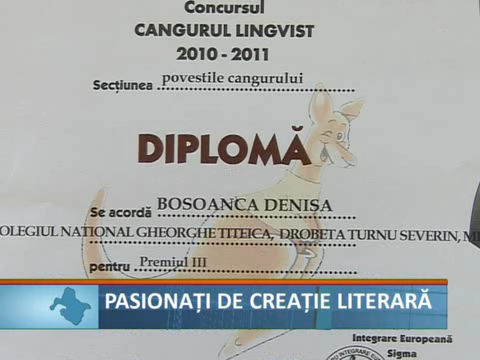 Concursul
CANGURUL LINGVIST
2010 - 2011
Secțiunea povestile cangurului
DIPLOMĂ
Se acordă BOSOANCA DENISA
OLEGIUL NATIONAL GHEORGHE TITEICA, DROBETA TURNU SEVERIN,
pentru Premiul III
PASIONAȚI DE CREAȚIE LITERARĂ
Integrare Europeană
Sigma